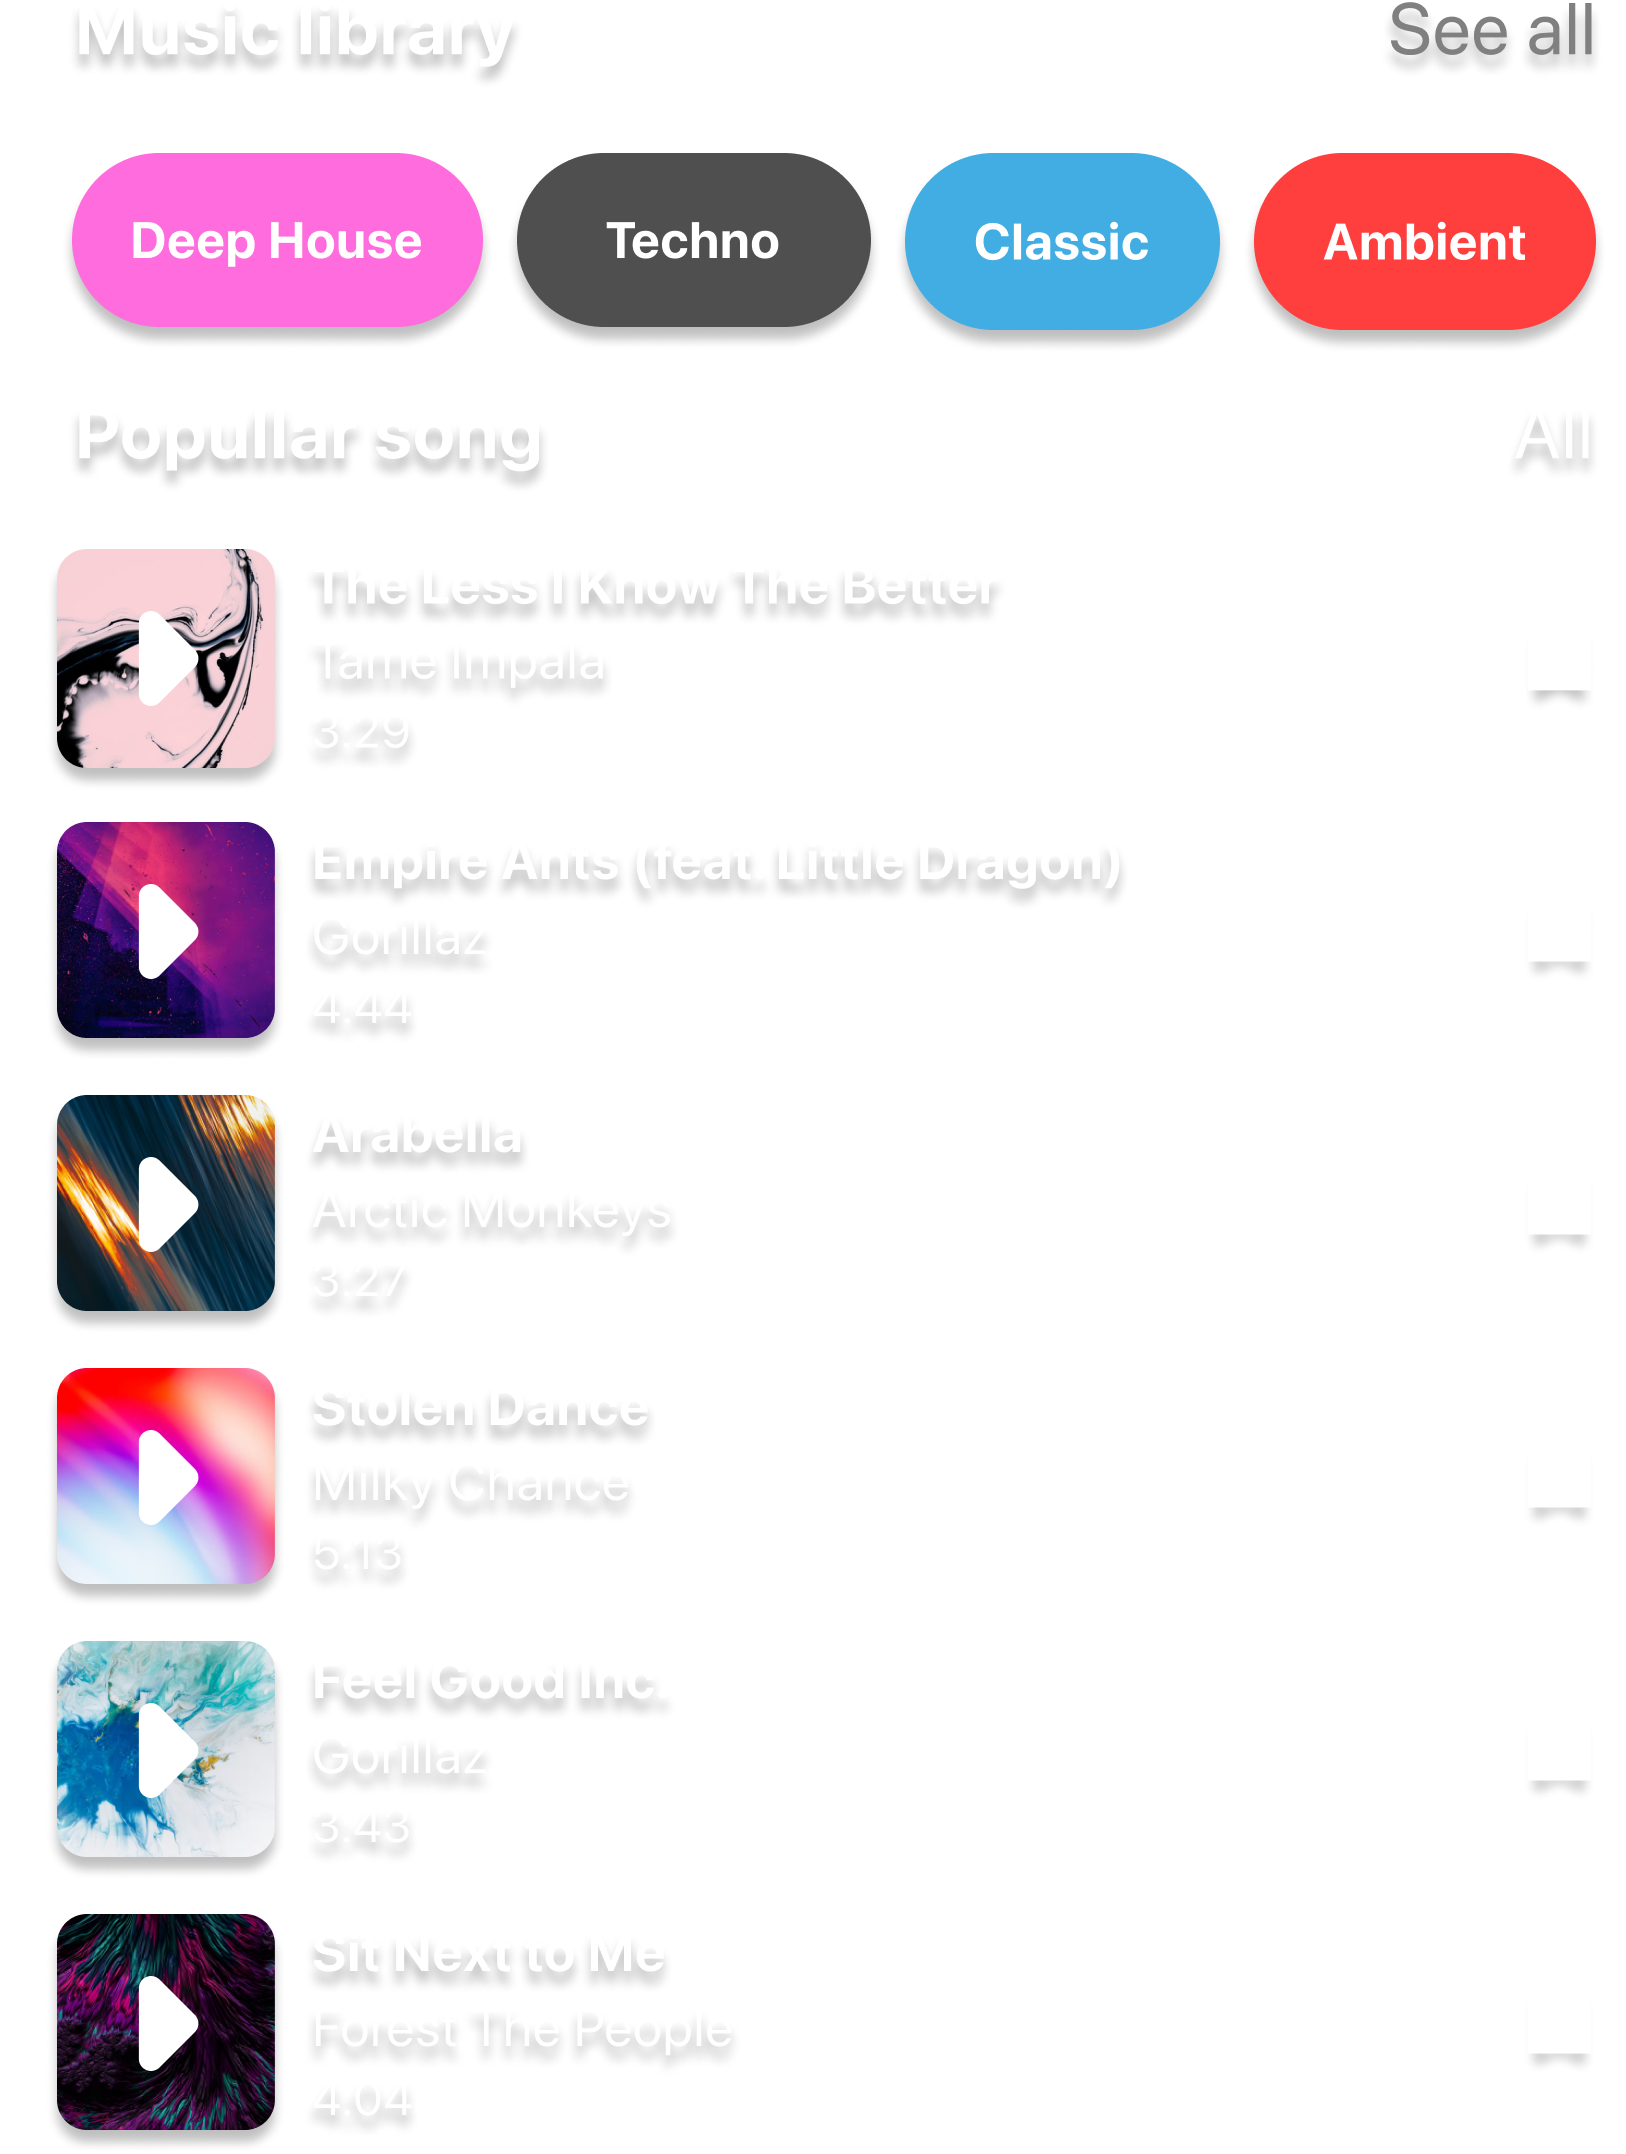 Music library
See all
Deep House
Techno
Classic
Ambient
Popullar song
All
The Less I Know The Better
Tame Impala
3:29
Empire Ants (feat. Little Dragon)
Gorillaz
4:44
Arabella
Arctic Monkeys
3:27
Stolen Dance
Milky Chance
5:13
Feel Good Inc.
Gorillaz
3:43
Sit Next to Me
Forest The People
4:04